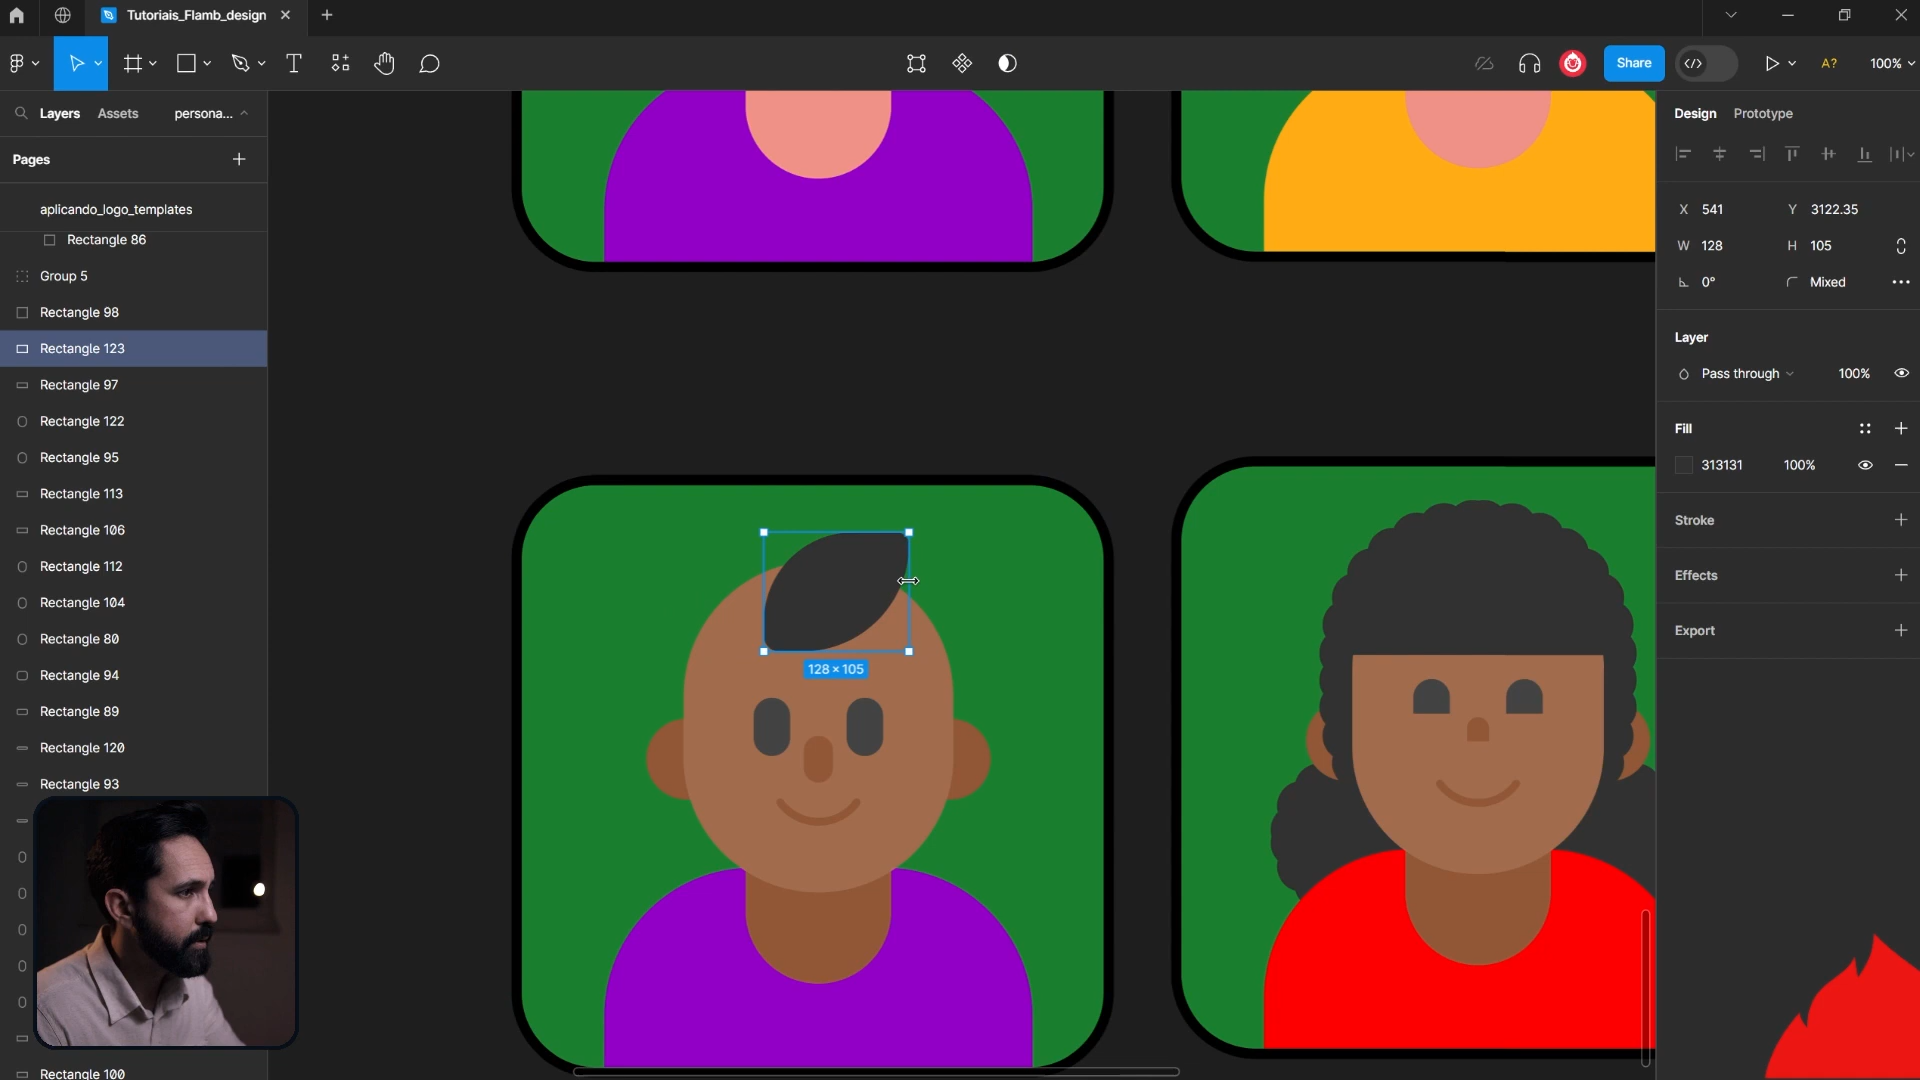 Tutoriais_Flamb_design
Share
A?
100%
Layers
Assets
persona...
Design
Prototype
Pages
aplicando_logo_templates
Rectangle 86
Group 5
Rectangle 98
Rectangle 123
Rectangle 97
Rectangle 122
Rectangle 95
Rectangle 113
Rectangle 106
Rectangle 112
Rectangle 104
Rectangle 80
Rectangle 94
Rectangle 89
Rectangle 120
Rectangle 93
Rectangle 100
128 × 105
X 541
Y 3122.35
W 128
H 105
0°
Mixed
Layer
Pass through
100%
Fill
313131
100%
Stroke
Effects
Export